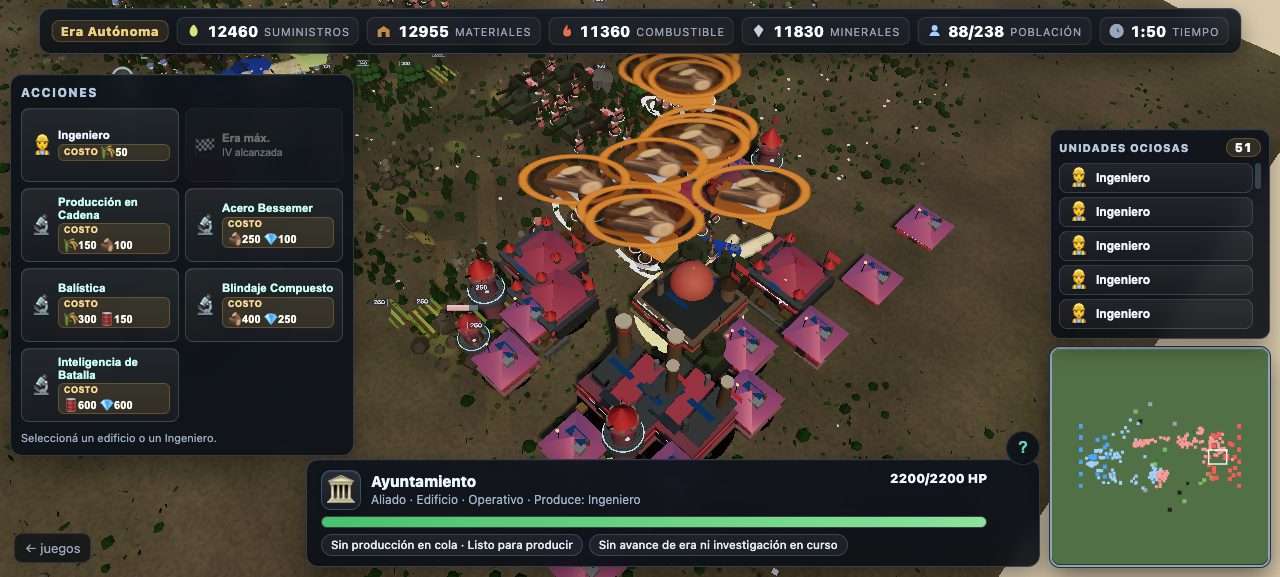 Era Autónoma
12460 SUMINISTROS
12955 MATERIALES
11360 COMBUSTIBLE
11830 MINERALES
88/238 POBLACIÓN
1:50 TIEMPO
ACCIONES
Ingeniero
COSTO 50
Era máx.
IV alcanzada
Producción en
Cadena
COSTO
150 100
Acero Bessemer
COSTO
250 100
Balística
COSTO
300 150
Blindaje Compuesto
COSTO
400 250
Inteligencia de
Batalla
COSTO
600 600
Seleccioná un edificio o un Ingeniero.
250
250
250
UNIDADES OCIOSAS 51
Ingeniero
Ingeniero
Ingeniero
Ingeniero
Ingeniero
?
Ayuntamiento
2200/2200 HP
Aliado · Edificio · Operativo · Produce: Ingeniero
Sin producción en cola · Listo para producir
Sin avance de era ni investigación en curso
← juegos